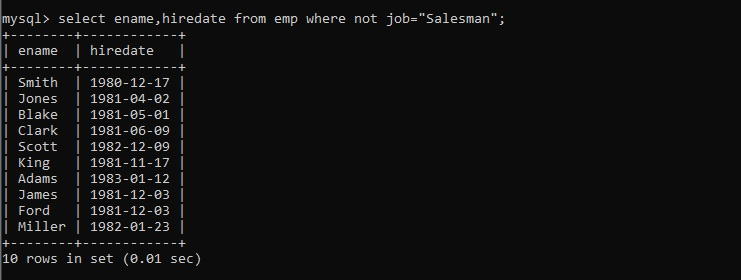 mysql> select ename,hiredate from emp where not job="Salesman";
+--------+------------+
| ename  | hiredate   |
+--------+------------+
| Smith  | 1980-12-17 |
| Jones  | 1981-04-02 |
| Blake  | 1981-05-01 |
| Clark  | 1981-06-09 |
| Scott  | 1982-12-09 |
| King   | 1981-11-17 |
| Adams  | 1983-01-12 |
| James  | 1981-12-03 |
| Ford   | 1981-12-03 |
| Miller | 1982-01-23 |
+--------+------------+
10 rows in set (0.01 sec)